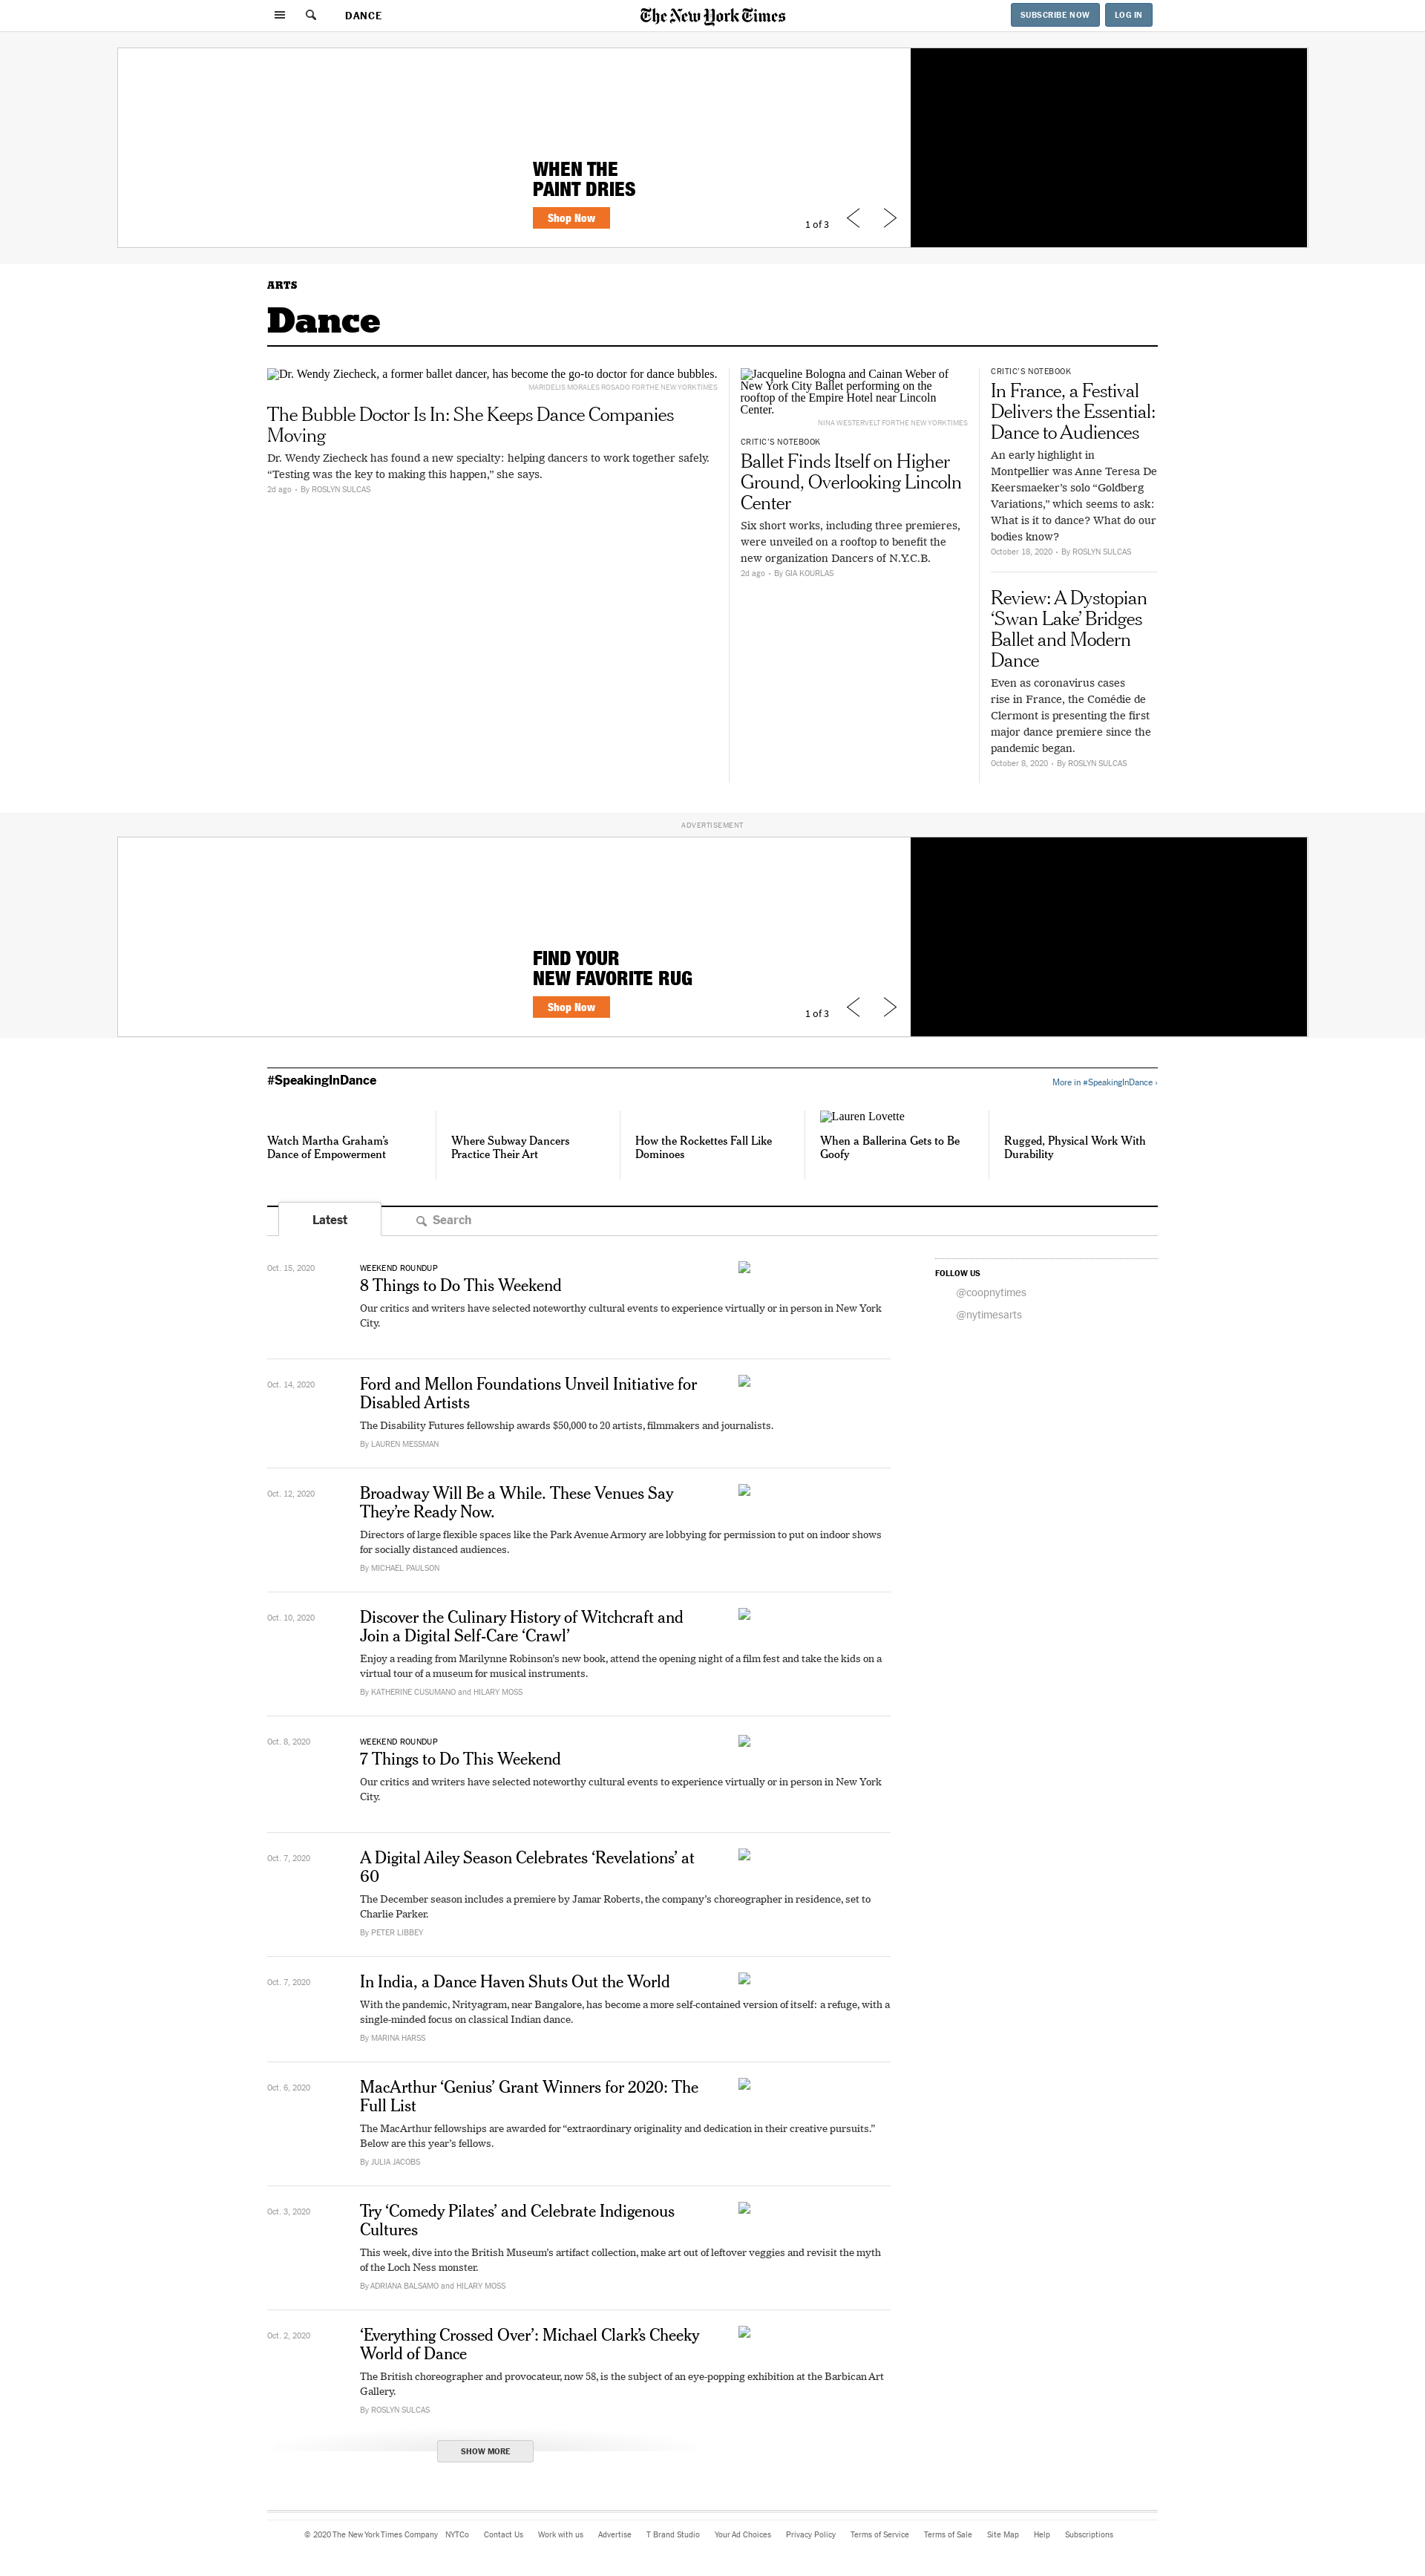 DANCE
The New York Times
SUBSCRIBE NOW
LOG IN
WHEN THE
PAINT DRIES
Shop Now
1 of 3
ARTS
Dance
Dr. Wendy Ziecheck, a former ballet dancer, has become the go-to doctor for dance bubbles.
MARIDELIS MORALES ROSADO FOR THE NEW YORK TIMES
The Bubble Doctor Is In: She Keeps Dance Companies
Moving
Dr. Wendy Ziecheck has found a new specialty: helping dancers to work together safely.
“Testing was the key to making this happen,” she says.
2d ago • By ROSLYN SULCAS
Jacqueline Bologna and Cainan Weber of
New York City Ballet performing on the
rooftop of the Empire Hotel near Lincoln
Center.
NINA WESTERVELT FOR THE NEW YORK TIMES
CRITIC’S NOTEBOOK
Ballet Finds Itself on Higher
Ground, Overlooking Lincoln
Center
Six short works, including three premieres,
were unveiled on a rooftop to benefit the
new organization Dancers of N.Y.C.B.
2d ago • By GIA KOURLAS
CRITIC’S NOTEBOOK
In France, a Festival
Delivers the Essential:
Dance to Audiences
An early highlight in
Montpellier was Anne Teresa De
Keersmaeker’s solo “Goldberg
Variations,” which seems to ask:
What is it to dance? What do our
bodies know?
October 18, 2020 • By ROSLYN SULCAS
Review: A Dystopian
‘Swan Lake’ Bridges
Ballet and Modern
Dance
Even as coronavirus cases
rise in France, the Comédie de
Clermont is presenting the first
major dance premiere since the
pandemic began.
October 8, 2020 • By ROSLYN SULCAS
ADVERTISEMENT
FIND YOUR
NEW FAVORITE RUG
Shop Now
1 of 3
#SpeakingInDance
More in #SpeakingInDance ›
Watch Martha Graham’s
Dance of Empowerment
Where Subway Dancers
Practice Their Art
How the Rockettes Fall Like
Dominoes
Lauren Lovette
When a Ballerina Gets to Be
Goofy
Rugged, Physical Work With
Durability
Latest
Search
Oct. 15, 2020
WEEKEND ROUNDUP
8 Things to Do This Weekend
Our critics and writers have selected noteworthy cultural events to experience virtually or in person in New York
City.
FOLLOW US
@coopnytimes
@nytimesarts
Oct. 14, 2020
Ford and Mellon Foundations Unveil Initiative for
Disabled Artists
The Disability Futures fellowship awards $50,000 to 20 artists, filmmakers and journalists.
By LAUREN MESSMAN
Oct. 12, 2020
Broadway Will Be a While. These Venues Say
They’re Ready Now.
Directors of large flexible spaces like the Park Avenue Armory are lobbying for permission to put on indoor shows
for socially distanced audiences.
By MICHAEL PAULSON
Oct. 10, 2020
Discover the Culinary History of Witchcraft and
Join a Digital Self-Care ‘Crawl’
Enjoy a reading from Marilynne Robinson’s new book, attend the opening night of a film fest and take the kids on a
virtual tour of a museum for musical instruments.
By KATHERINE CUSUMANO and HILARY MOSS
Oct. 8, 2020
WEEKEND ROUNDUP
7 Things to Do This Weekend
Our critics and writers have selected noteworthy cultural events to experience virtually or in person in New York
City.
Oct. 7, 2020
A Digital Ailey Season Celebrates ‘Revelations’ at
60
The December season includes a premiere by Jamar Roberts, the company’s choreographer in residence, set to
Charlie Parker.
By PETER LIBBEY
Oct. 7, 2020
In India, a Dance Haven Shuts Out the World
With the pandemic, Nrityagram, near Bangalore, has become a more self-contained version of itself: a refuge, with a
single-minded focus on classical Indian dance.
By MARINA HARSS
Oct. 6, 2020
MacArthur ‘Genius’ Grant Winners for 2020: The
Full List
The MacArthur fellowships are awarded for “extraordinary originality and dedication in their creative pursuits.”
Below are this year’s fellows.
By JULIA JACOBS
Oct. 3, 2020
Try ‘Comedy Pilates’ and Celebrate Indigenous
Cultures
This week, dive into the British Museum’s artifact collection, make art out of leftover veggies and revisit the myth
of the Loch Ness monster.
By ADRIANA BALSAMO and HILARY MOSS
Oct. 2, 2020
‘Everything Crossed Over’: Michael Clark’s Cheeky
World of Dance
The British choreographer and provocateur, now 58, is the subject of an eye-popping exhibition at the Barbican Art
Gallery.
By ROSLYN SULCAS
SHOW MORE
© 2020 The New York Times Company NYTCo Contact Us Work with us Advertise T Brand Studio Your Ad Choices Privacy Policy Terms of Service Terms of Sale Site Map Help Subscriptions